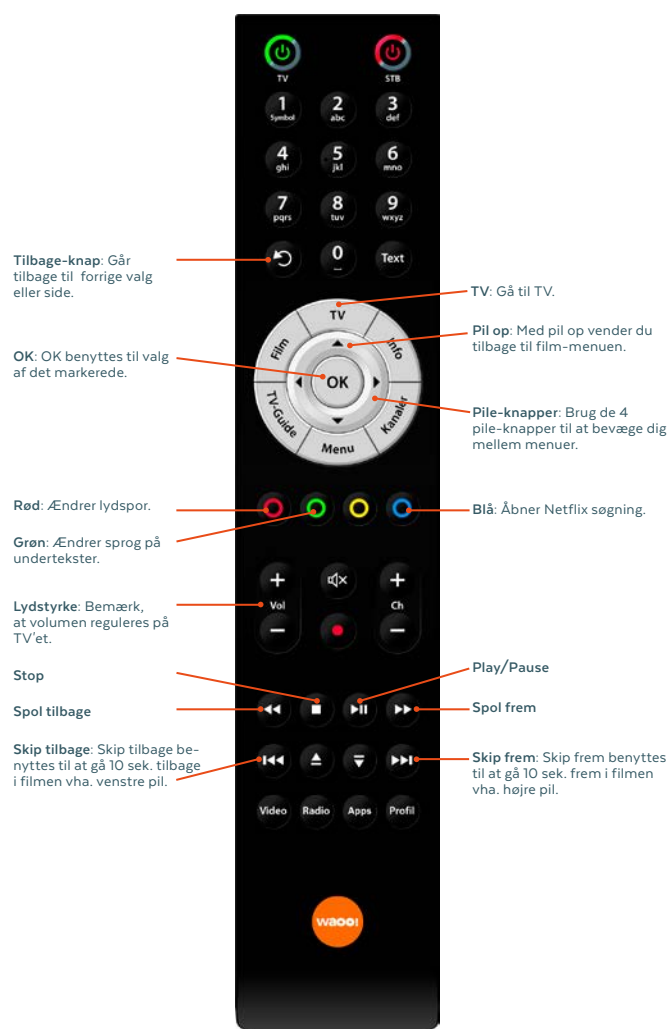 TV
STB
1
Symbol
2
abc
3
def
4
ghi
5
jkl
6
mno
7
pqrs
8
tuv
9
wxyz
0
Text
Tilbage-knap: Går
tilbage til forrige valg
eller side.
TV: Gå til TV.
TV
Film
Info
OK
TV-Guide
Kanaler
Menu
Pil op: Med pil op vender du
tilbage til film-menuen.
OK: OK benyttes til valg
af det markerede.
Pile-knapper: Brug de 4
pile-knapper til at bevæge dig
mellem menuer.
Rød: Ændrer lydspor.
Grøn: Ændrer sprog på
undertekster.
Blå: Åbner Netflix søgning.
+
+
Vol
Ch
Lydstyrke: Bemærk,
at volumen reguleres på
TV'et.
Stop
Play/Pause
Spol tilbage
Spol frem
Skip tilbage: Skip tilbage be-
nyttes til at gå 10 sek. tilbage
i filmen vha. venstre pil.
Skip frem: Skip frem benyttes
til at gå 10 sek. frem i filmen
vha. højre pil.
Video
Radio
Apps
Profil
waoo!